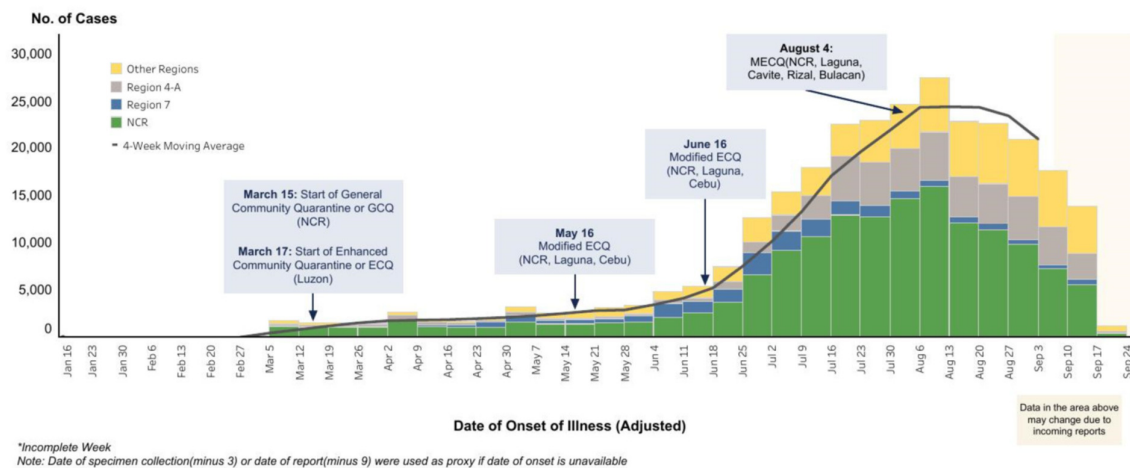 No. of Cases
30,000
25,000
20,000
15,000
10,000
5,000
0
Other Regions
Region 4-A
Region 7
NCR
4-Week Moving Average
March 15: Start of General
Community Quarantine or GCQ
(NCR)
March 17: Start of Enhanced
Community Quarantine or ECQ
(Luzon)
May 16
Modified ECQ
(NCR, Laguna, Cebu)
June 16
Modified ECQ
(NCR, Laguna,
Cebu)
August 4:
MECQ(NCR, Laguna,
Cavite, Rizal, Bulacan)
Jan 16
Jan 23
Jan 30
Feb 6
Feb 13
Feb 20
Feb 27
Mar 5
Mar 12
Mar 19
Mar 26
Apr 2
Apr 9
Apr 16
Apr 23
Apr 30
May 7
May 14
May 21
May 28
Jun 4
Jun 11
Jun 18
Jun 25
Jul 2
Jul 9
Jul 16
Jul 23
Jul 30
Aug 6
Aug 13
Aug 20
Aug 27
Sep 3
Sep 10
Sep 17
Sep 24
Data in the area above
may change due to
incoming reports
Date of Onset of Illness (Adjusted)
*Incomplete Week
Note: Date of specimen collection(minus 3) or date of report(minus 9) were used as proxy if date of onset is unavailable